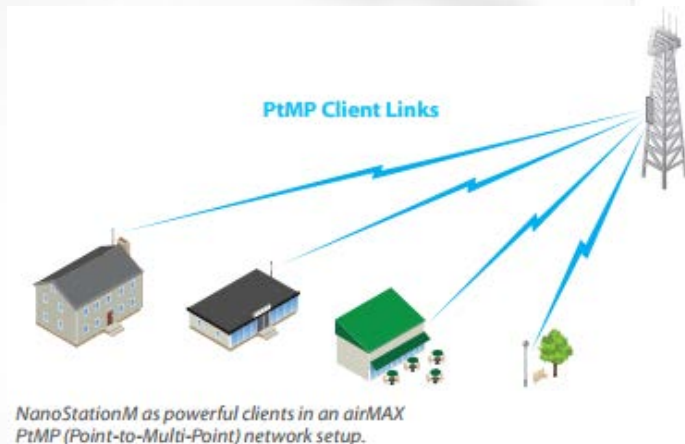 PtMP Client Links
NanoStationM as powerful clients in an airMAX
PtMP (Point-to-Multi-Point) network setup.